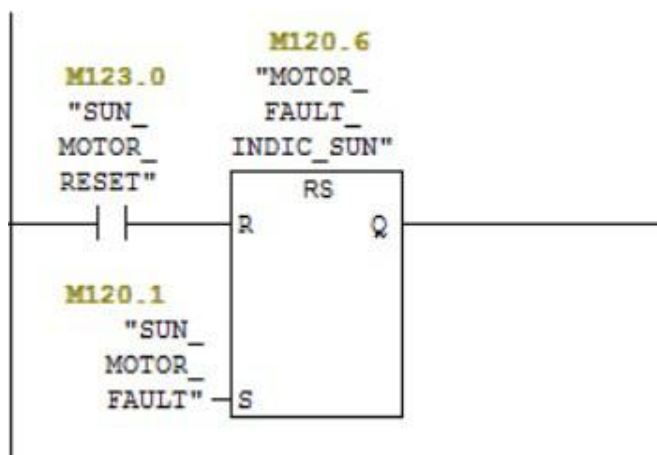 M120.6
"MOTOR_
FAULT_
INDIC_SUN"
M123.0
"SUN_
MOTOR_
RESET"
RS
R
Q
M120.1
"SUN_
MOTOR_
FAULT"
S